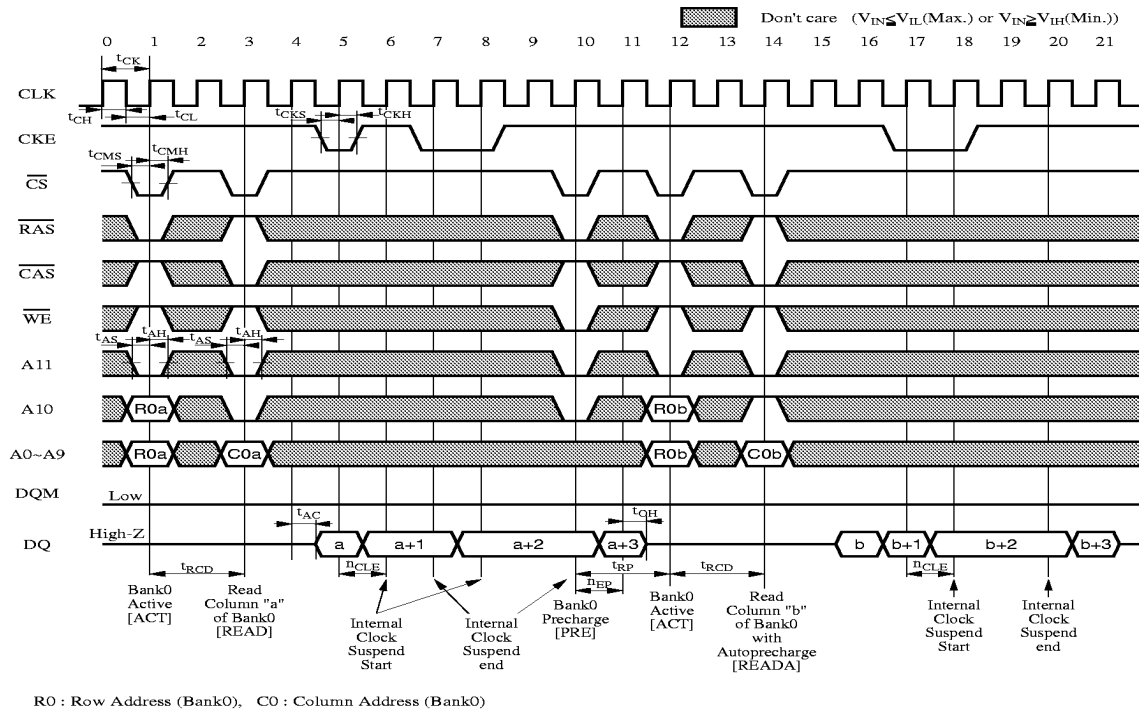 Don't care (VIN≤VIL(Max.) or VIN≥VIH(Min.))
0 1 2 3 4 5 6 7 8 9 10 11 12 13 14 15 16 17 18 19 20 21
tCK
CLK
tCH tCL tCKS tCKH
CKE
tCMS tCMH
CS
RAS
CAS
WE
tAS tAH tAS tAH
A11
A10 R0a R0b
A0~A9 R0a C0a R0b C0b
DQM Low
tAC tOH
DQ High-Z a a+1 a+2 a+3 b b+1 b+2 b+3
tRCD nCLE tRP tRCD nCLE
nEP
Bank0
Active
[ACT]
Read
Column "a"
of Bank0
[READ]
Internal
Clock
Suspend
Start
Internal
Clock
Suspend
end
Bank0
Precharge
[PRE]
Bank0
Active
[ACT]
Read
Column "b"
of Bank0
with
Autoprecharge
[READA]
Internal
Clock
Suspend
Start
Internal
Clock
Suspend
end
R0 : Row Address (Bank0), C0 : Column Address (Bank0)